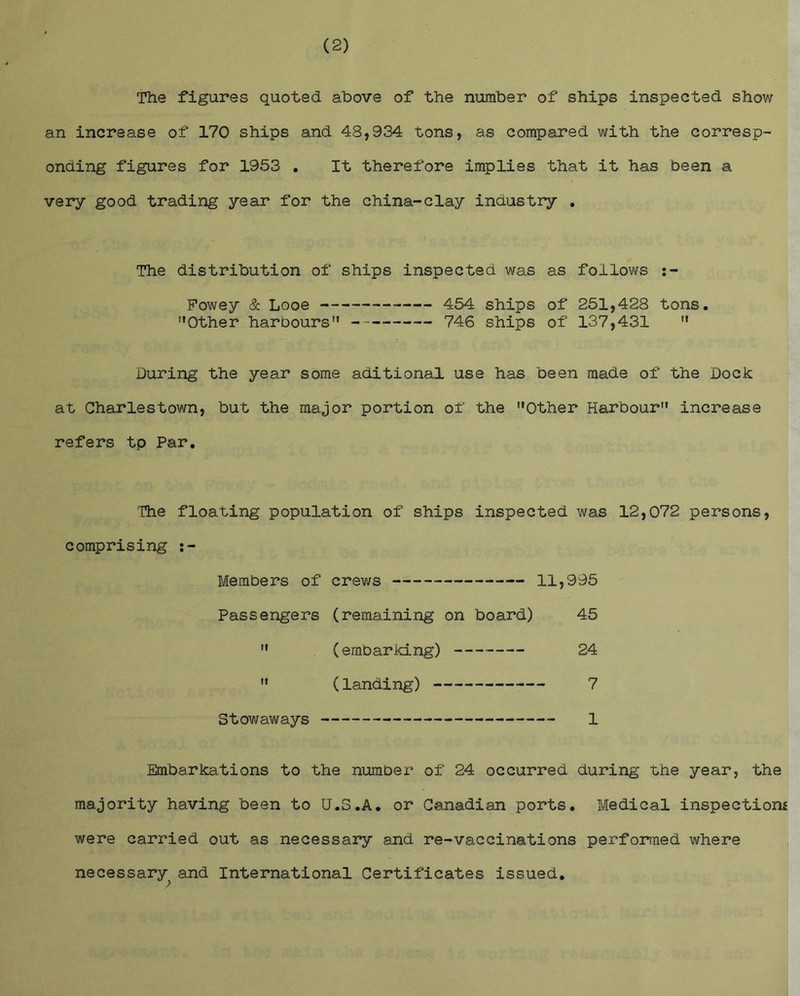 (2)
The figures quoted above of the number of ships inspected show
an increase of 170 ships and 48,934 tons, as compared with the corresp-
onding figures for 1953 . It therefore implies that it has been a
very good trading year for the china-clay industry .
The distribution of ships inspected was as follows :-
Fowey & Looe ----------- 454 ships of 251,428 tons.
"Other harbours" -------- 746 ships of 137,431 "
During the year some aditional use has been made of the Dock
at Charlestown, but the major portion of the "Other Harbour" increase
refers tp Par.
The floating population of ships inspected was 12,072 persons,
comprising :-
Members of crews ------------- 11,995
Passengers (remaining on board) 45
" (embarking) ------- 24
" (landing) ----------- 7
Stowaways ----------------------- 1
Embarkations to the number of 24 occurred during the year, the
majority having been to U.S.A. or Canadian ports. Medical inspections
were carried out as necessary and re-vaccinations performed where
necessary, and International Certificates issued.